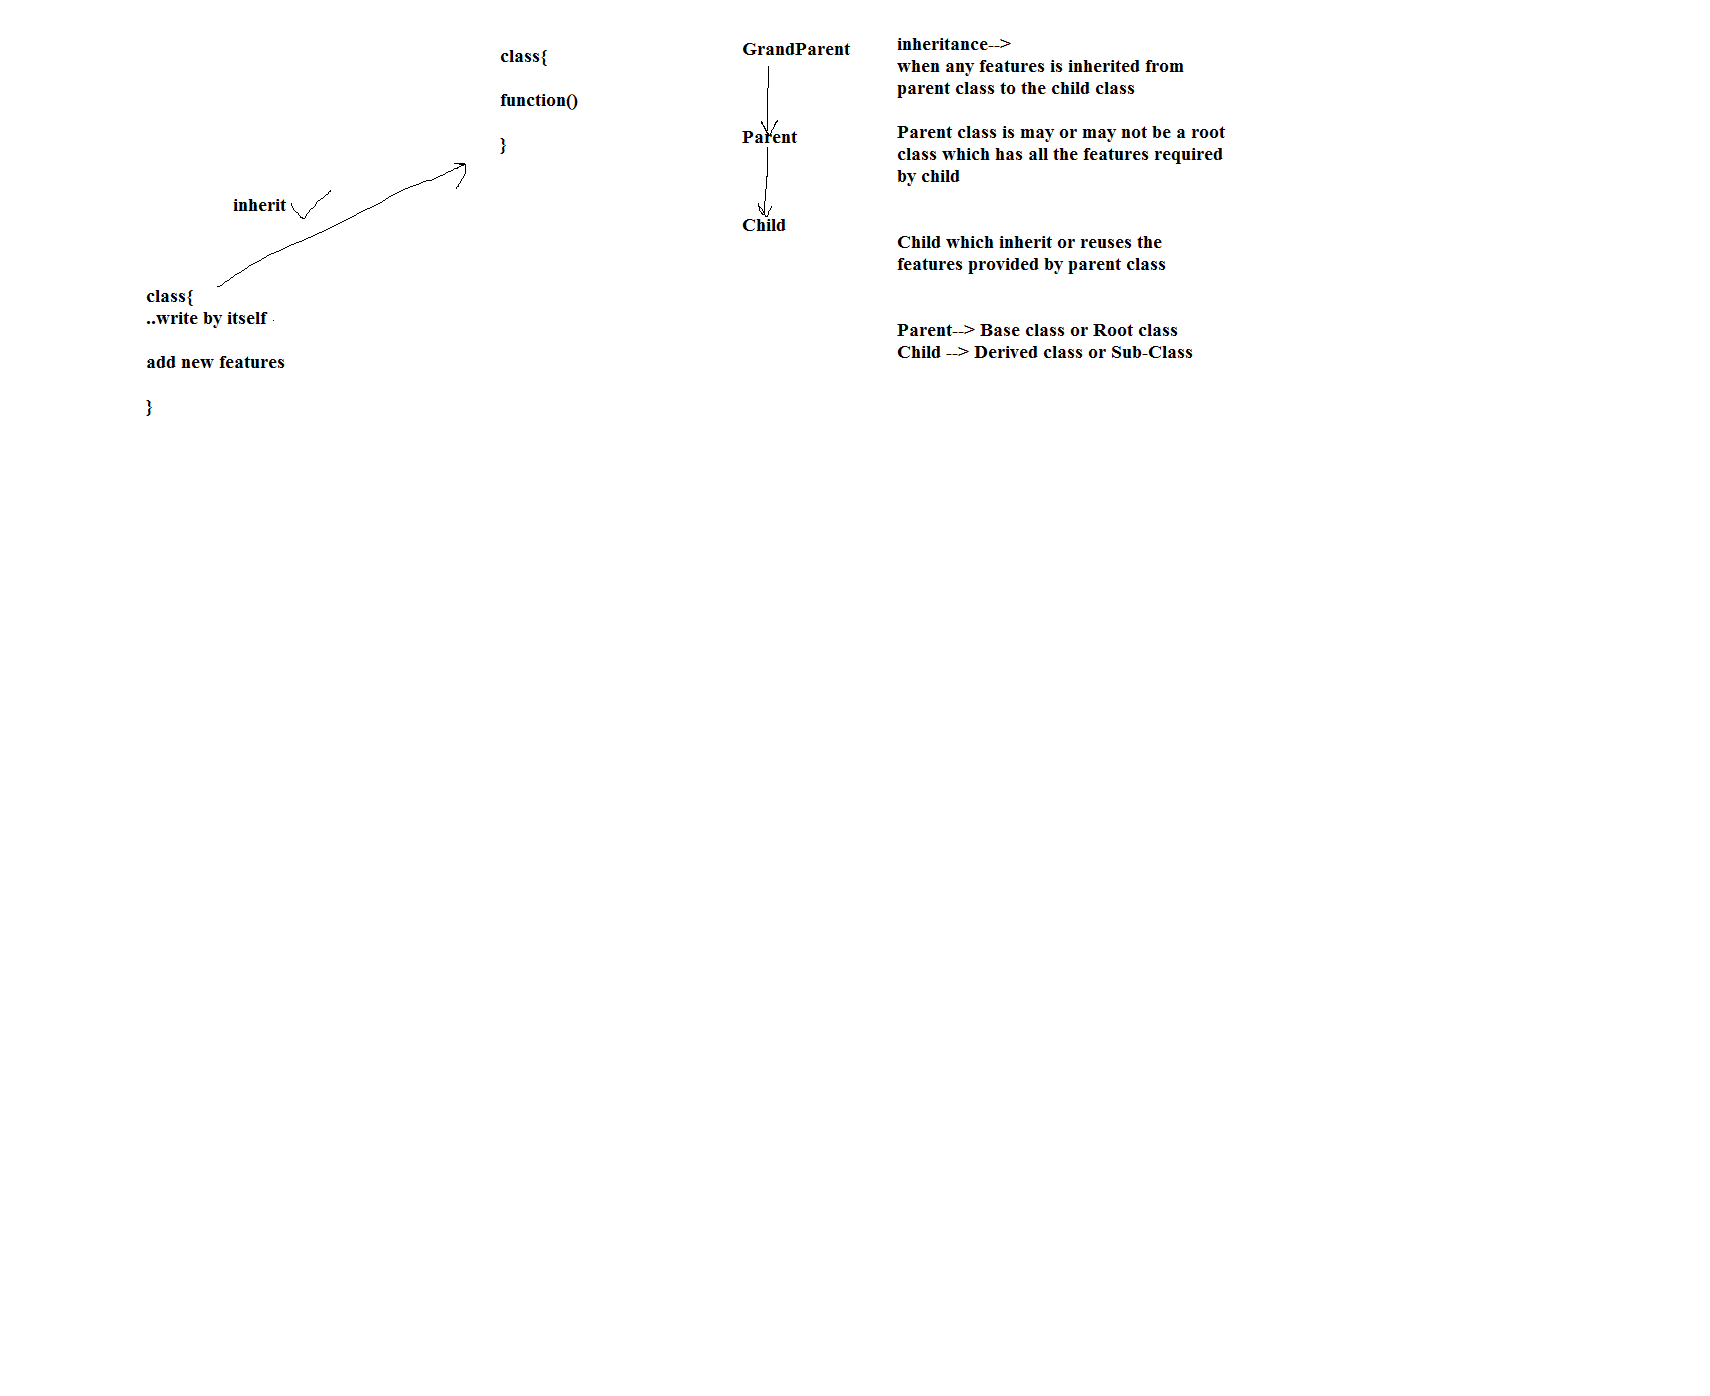 class{
function()
}
inherit
class{
..write by itself
add new features
}
GrandParent
Parent
Child
inheritance-->
when any features is inherited from
parent class to the child class
Parent class is may or may not be a root
class which has all the features required
by child
Child which inherit or reuses the
features provided by parent class
Parent--> Base class or Root class
Child --> Derived class or Sub-Class